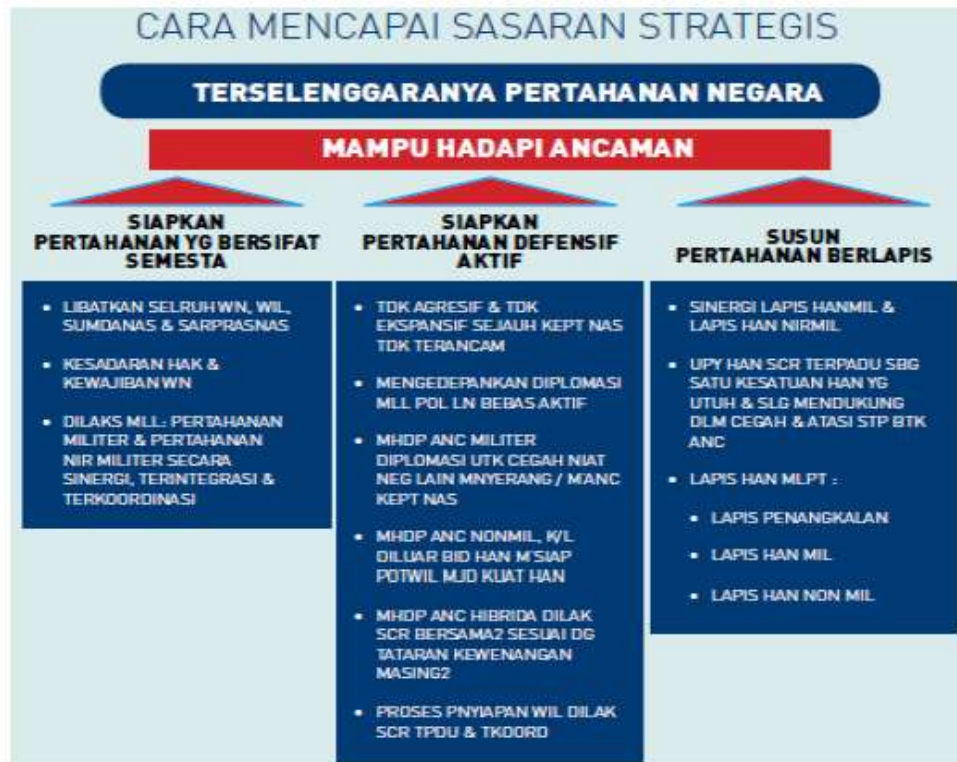 CARA MENCAPAI SASARAN STRATEGIS
TERSELENGGARANYA PERTAHANAN NEGARA
MAMPU HADAPI ANCAMAN
SIAPKAN
PERTAHANAN YG BERSIFAT
SEMESTA
• LIBATKAN SELRUH WN, WIL,
SUMDANAS & SARPRASNAS
• KESADARAN HAK &
KEWAJIBAN WN
• DILAKS MLL: PERTAHANAN
MILITER & PERTAHANAN
NIR MILITER SECARA
SINERGI, TERINTEGRASI &
TERKOORDINASI
SIAPKAN
PERTAHANAN DEFENSIF
AKTIF
• TDK AGRESIF & TDK
EKSPANSIF SEJAUH KEPT NAS
TDK TERANCAM
• MENGEDEPANKAN DIPLOMASI
MLL POL LN BEBAS AKTIF
• MHDP ANC MILITER
DIPLOMASI UTK CEGAH NIAT
NEG LAIN MNYERANG / M'ANC
KEPT NAS
• MHDP ANC NONMIL, K/L
DILUAR BID HAN M'SIAP
POTWIL MJD KUAT HAN
• MHDP ANC HIBRIDA DILAK
SCR BERSAMA2 SESUAI DG
TATARAN KEWENANGAN
MASING2
• PROSES PNYIAPAN WIL DILAK
SCR TPDU & TKOORD
SUSUN
PERTAHANAN BERLAPIS
• SINERGI LAPIS HANMIL &
LAPIS HAN NIRMIL
• UPY HAN SCR TERPADU SBG
SATU KESATUAN HAN YG
UTUH & SLG MENDUKUNG
DLM CEGAH & ATASI STP BTK
ANC
• LAPIS HAN MLPT :
• LAPIS PENANGKALAN
• LAPIS HAN MIL
• LAPIS HAN NON MIL